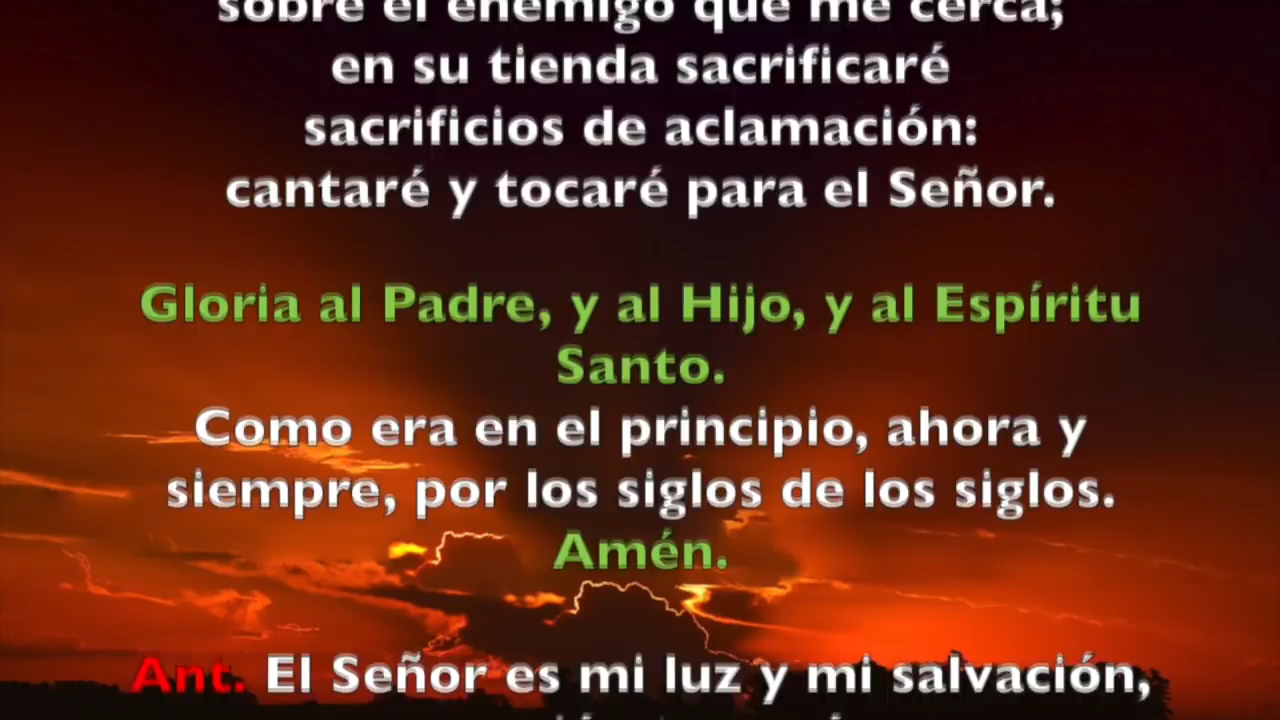 sobre el enemigo que me cerca;
en su tienda sacrificaré
sacrificios de aclamación:
cantaré y tocaré para el Señor.
Gloria al Padre, y al Hijo, y al Espíritu
Santo.
Como era en el principio, ahora y
siempre, por los siglos de los siglos.
Amén.
Ant. El Señor es mi luz y mi salvación,